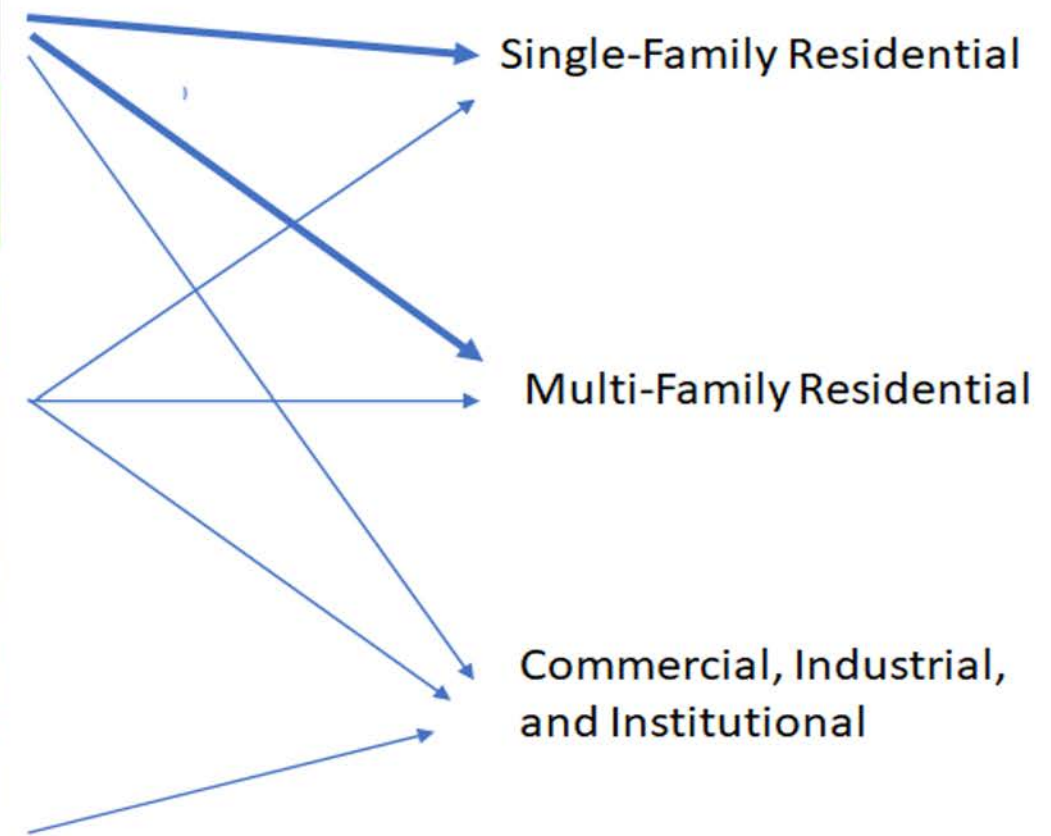 Single-Family Residential
Multi-Family Residential
Commercial, Industrial,
and Institutional